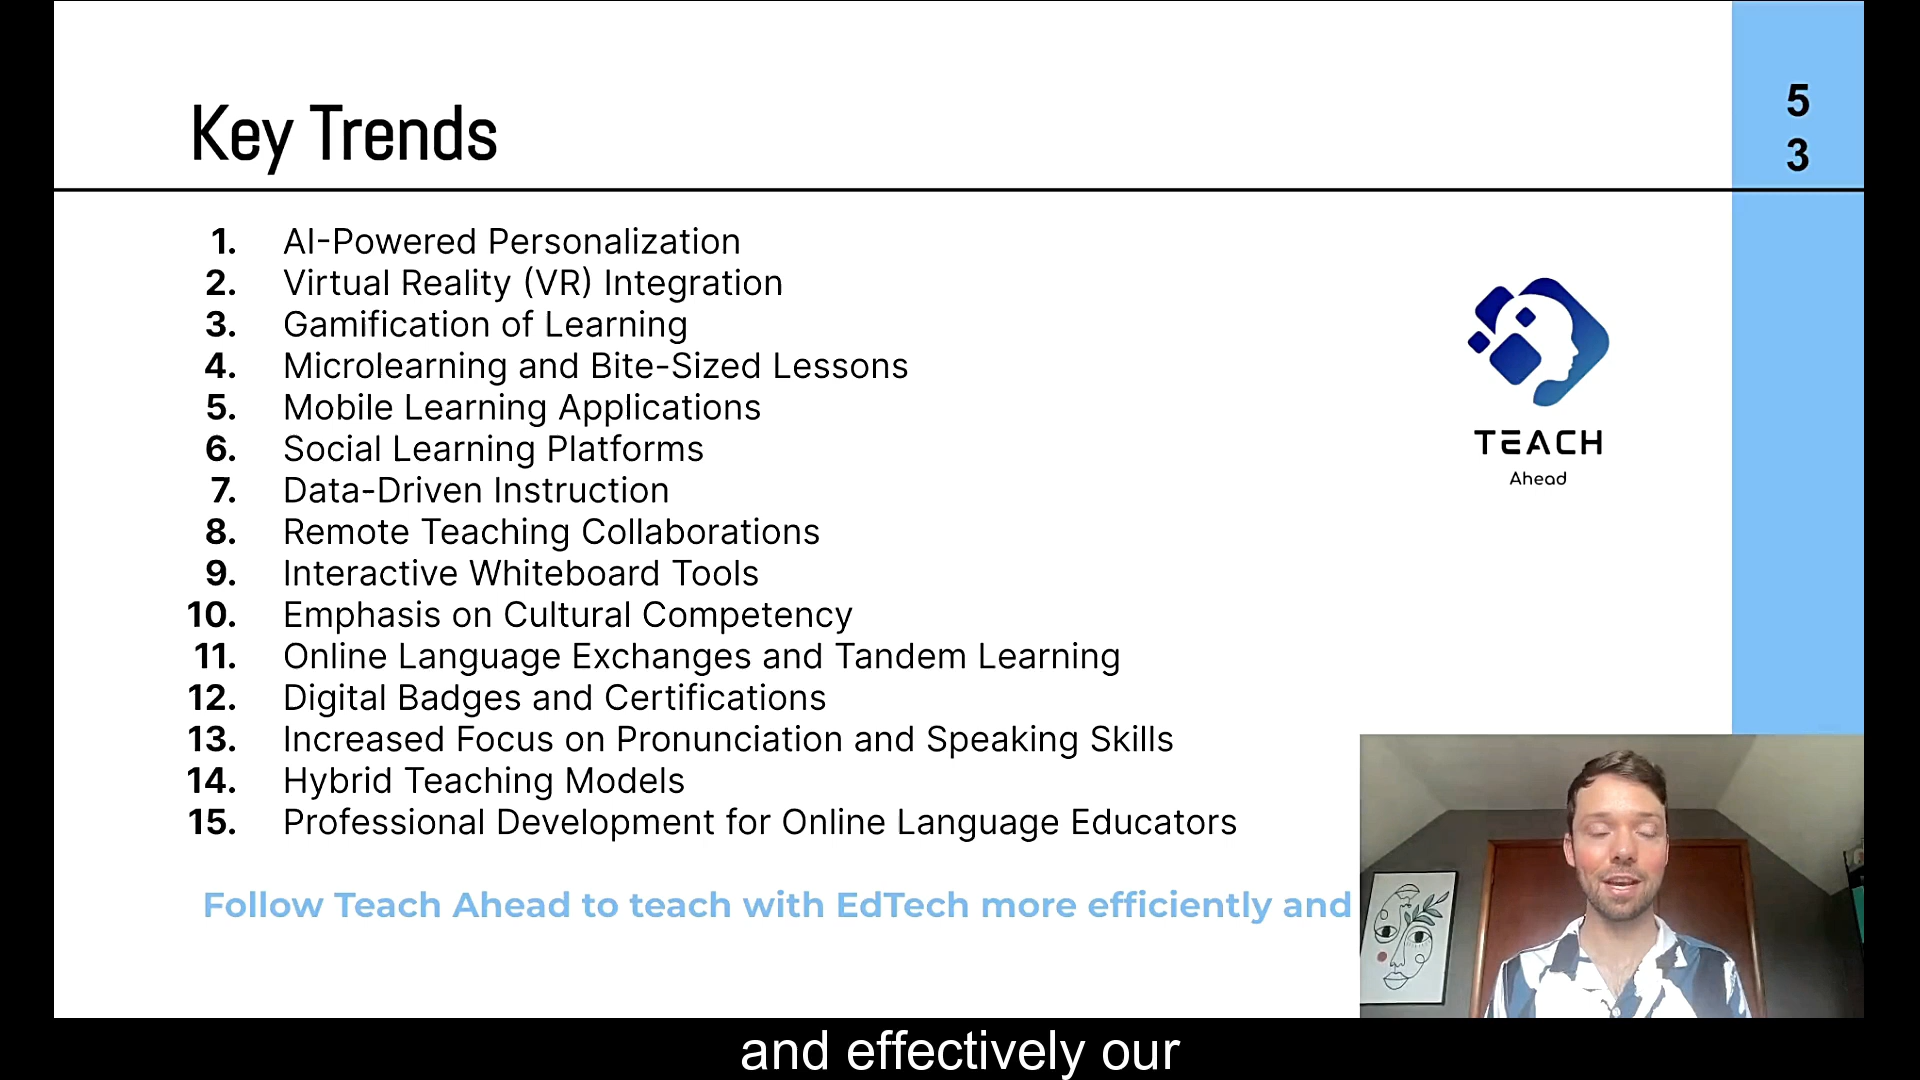 Key Trends
5
3
1. AI-Powered Personalization
2. Virtual Reality (VR) Integration
3. Gamification of Learning
4. Microlearning and Bite-Sized Lessons
5. Mobile Learning Applications
6. Social Learning Platforms
7. Data-Driven Instruction
8. Remote Teaching Collaborations
9. Interactive Whiteboard Tools
10. Emphasis on Cultural Competency
11. Online Language Exchanges and Tandem Learning
12. Digital Badges and Certifications
13. Increased Focus on Pronunciation and Speaking Skills
14. Hybrid Teaching Models
15. Professional Development for Online Language Educators
TEACH
Ahead
Follow Teach Ahead to teach with EdTech more efficiently and
and effectively our